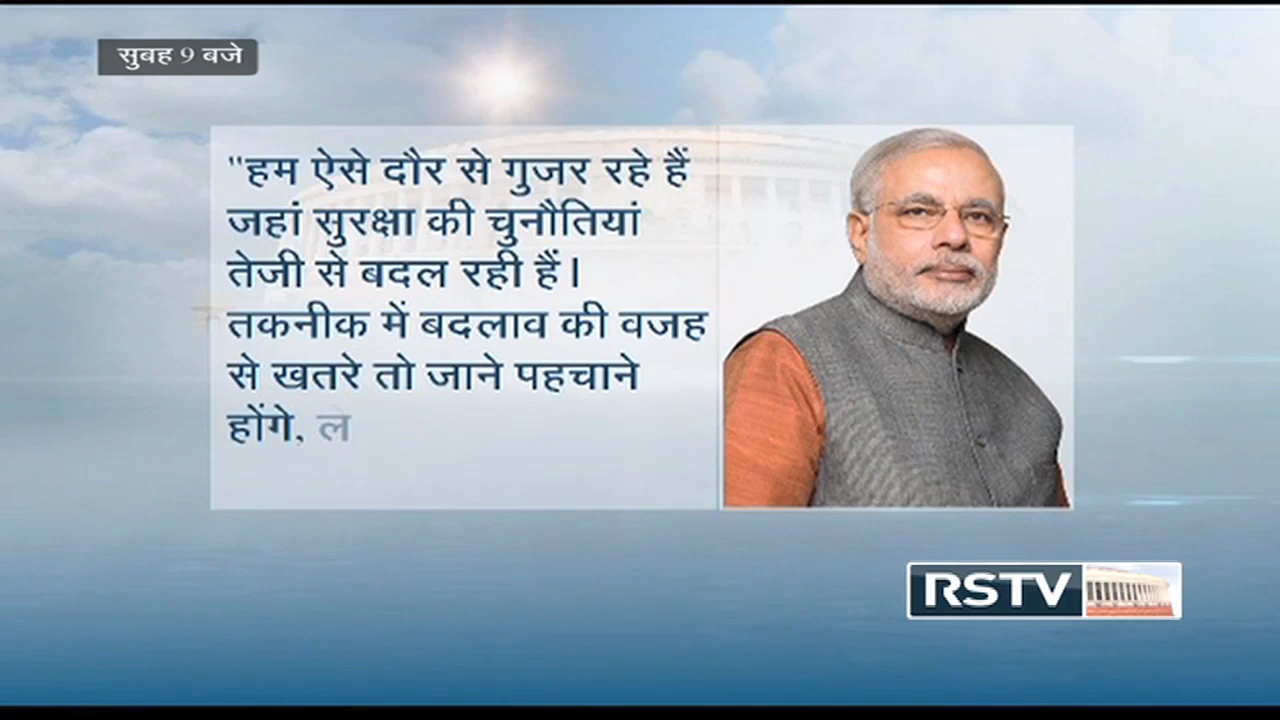 सुबह 9 बजे
"हम ऐसे दौर से गुजर रहे हैं
जहां सुरक्षा की चुनौतियां
तेजी से बदल रही हैं।
तकनीक में बदलाव की वजह
से खतरे तो जाने पहचाने
होंगे, ले
RSTV